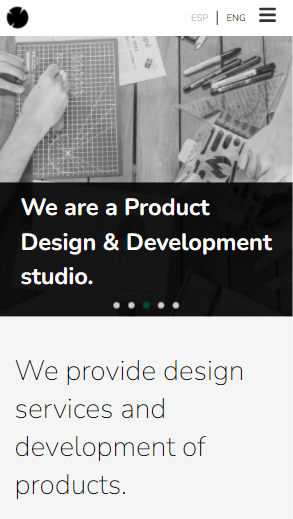 ESP | ENG
We are a Product
Design & Development
studio.
We provide design
services and
development of
products.